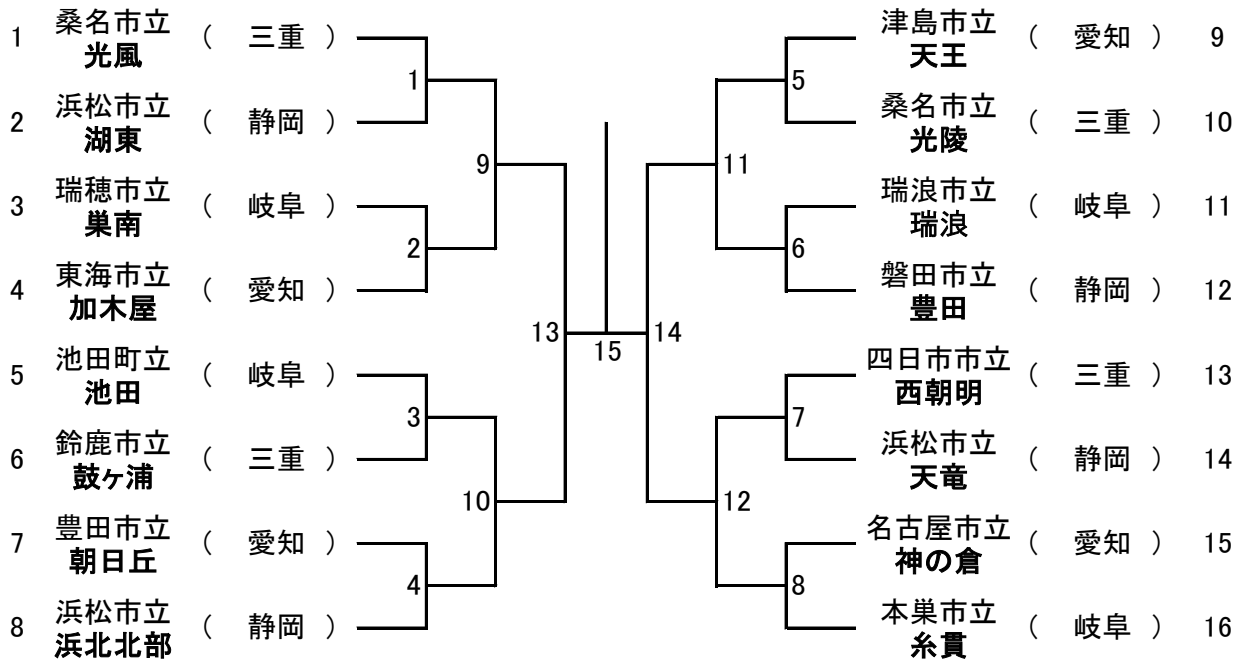 1 桑名市立 光風 ( 三重 )
2 浜松市立 湖東 ( 静岡 )
3 瑞穂市立 巣南 ( 岐阜 )
4 東海市立 加木屋 ( 愛知 )
5 池田町立 池田 ( 岐阜 )
6 鈴鹿市立 鼓ヶ浦 ( 三重 )
7 豊田市立 朝日丘 ( 愛知 )
8 浜松市立 浜北北部 ( 静岡 )
1
2
3
4
9
10
13
15
14
11
12
5
6
7
8
津島市立 天王 ( 愛知 ) 9
桑名市立 光陵 ( 三重 ) 10
瑞浪市立 瑞浪 ( 岐阜 ) 11
磐田市立 豊田 ( 静岡 ) 12
四日市市立 西朝明 ( 三重 ) 13
浜松市立 天竜 ( 静岡 ) 14
名古屋市立 神の倉 ( 愛知 ) 15
本巣市立 糸貫 ( 岐阜 ) 16